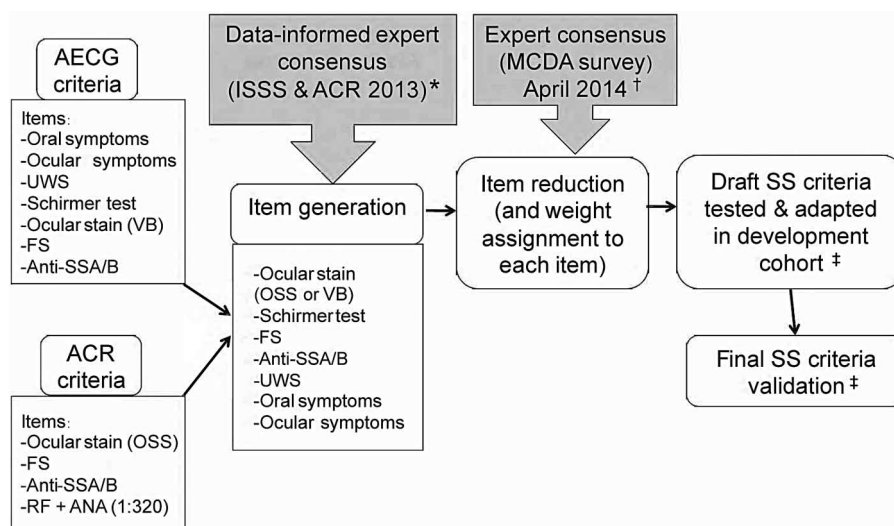 AECG
criteria
Items:
-Oral symptoms
-Ocular symptoms
-UWS
-Schirmer test
-Ocular stain (VB)
-FS
-Anti-SSA/B
ACR
criteria
Items:
-Ocular stain (OSS)
-FS
-Anti-SSA/B
-RF + ANA (1:320)
Data-informed expert
consensus
(ISSS & ACR 2013)*
Item generation
-Ocular stain
(OSS or VB)
-Schirmer test
-FS
-Anti-SSA/B
-UWS
-Oral symptoms
-Ocular symptoms
Expert consensus
(MCDA survey)
April 2014 †
Item reduction
(and weight
assignment to
each item)
Draft SS criteria
tested & adapted
in development
cohort ‡
Final SS criteria
validation ‡